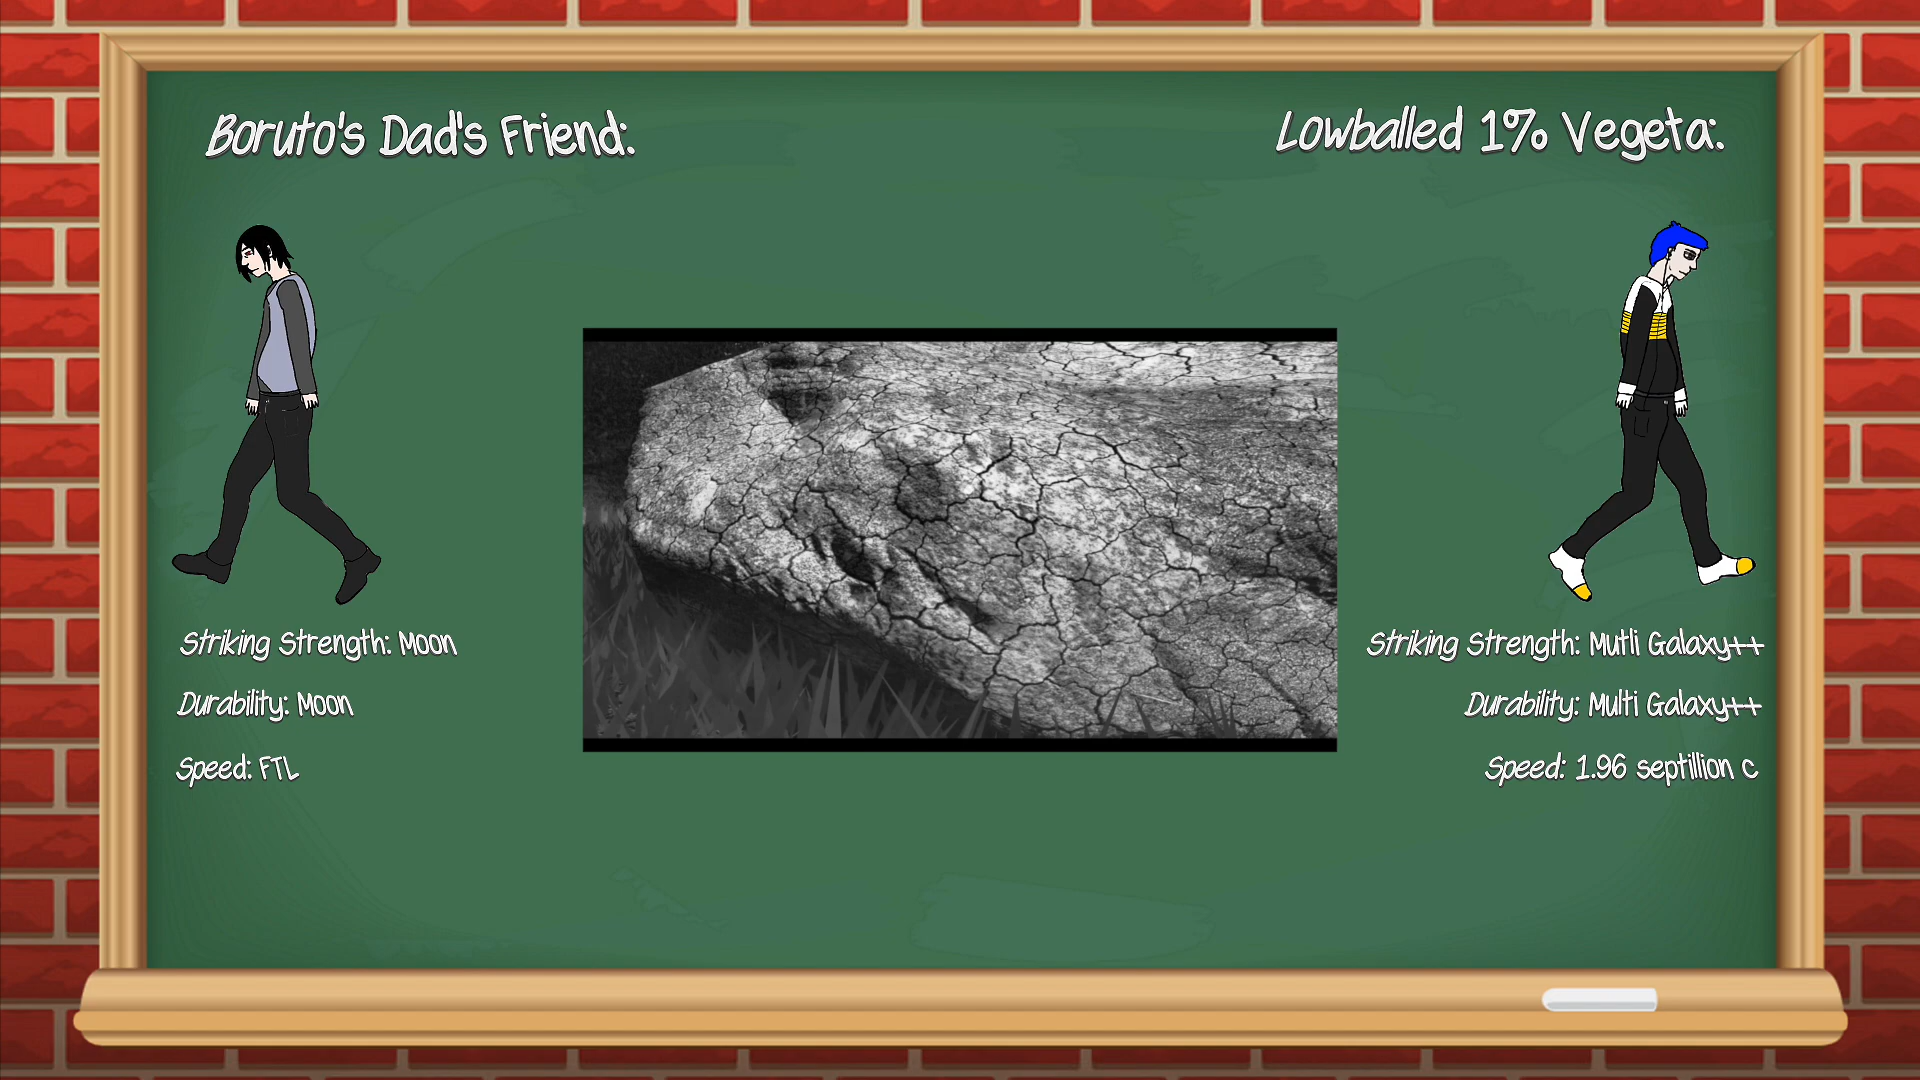 Boruto's Dad's Friend:
Striking Strength: Moon
Durability: Moon
Speed: FTL
Lowballed 1% Vegeta:
Striking Strength: Mutli Galaxy++
Durability: Multi Galaxy++
Speed: 1.96 septillion c